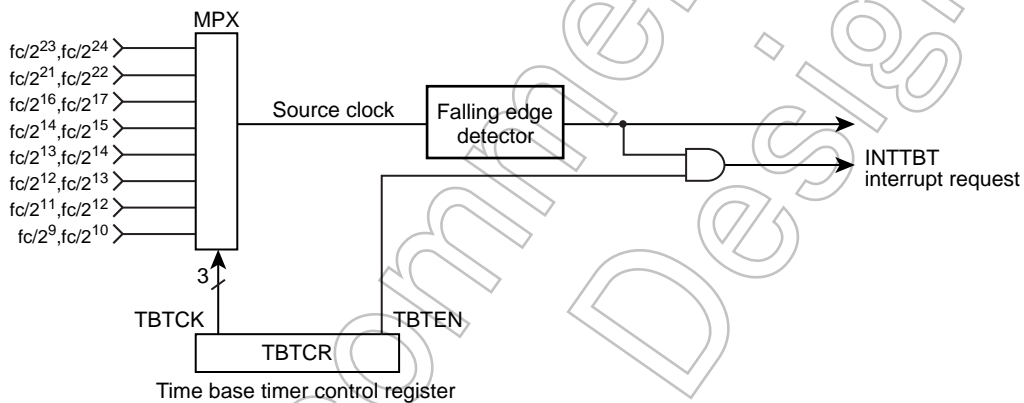 MPX
fc/2^23,fc/2^24
fc/2^21,fc/2^22
fc/2^16,fc/2^17
fc/2^14,fc/2^15
fc/2^13,fc/2^14
fc/2^12,fc/2^13
fc/2^11,fc/2^12
fc/2^9,fc/2^10
Source clock
Falling edge
detector
INTTBT
interrupt request
3
TBTCK
TBTEN
TBTCR
Time base timer control register